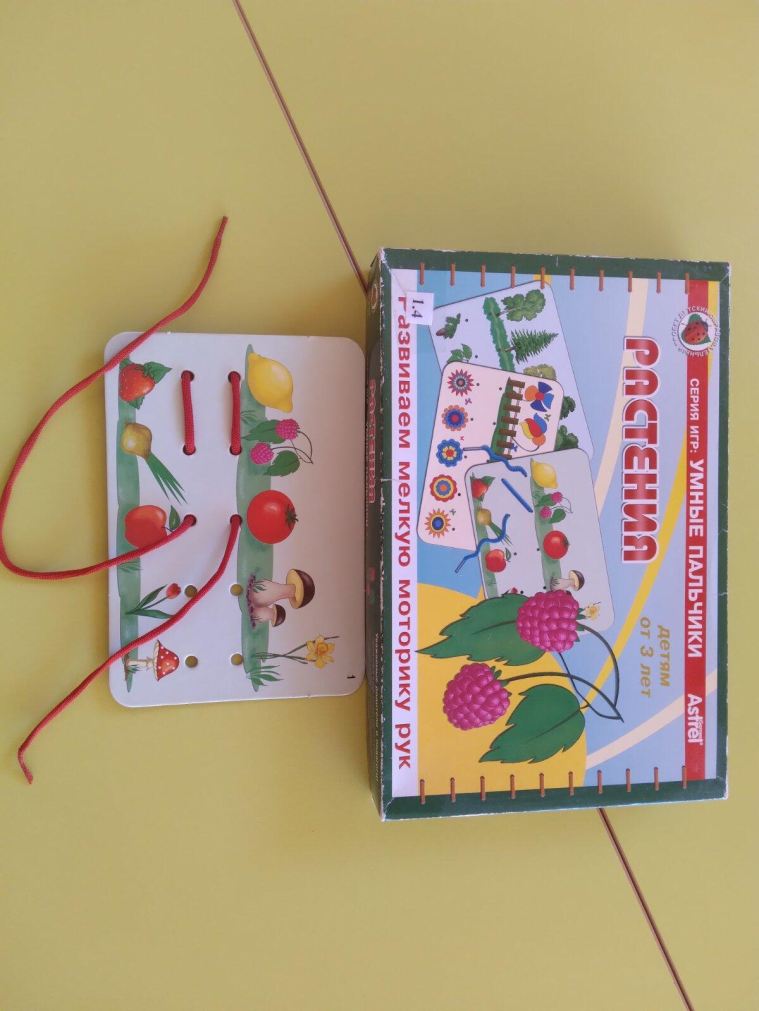 СЕРИЯ ИГР: УМНЫЕ ПАЛЬЧИКИ
Astrel
РАСТЕНИЯ
детям
от 3 лет
1.4
Развиваем мелкую моторику рук
1